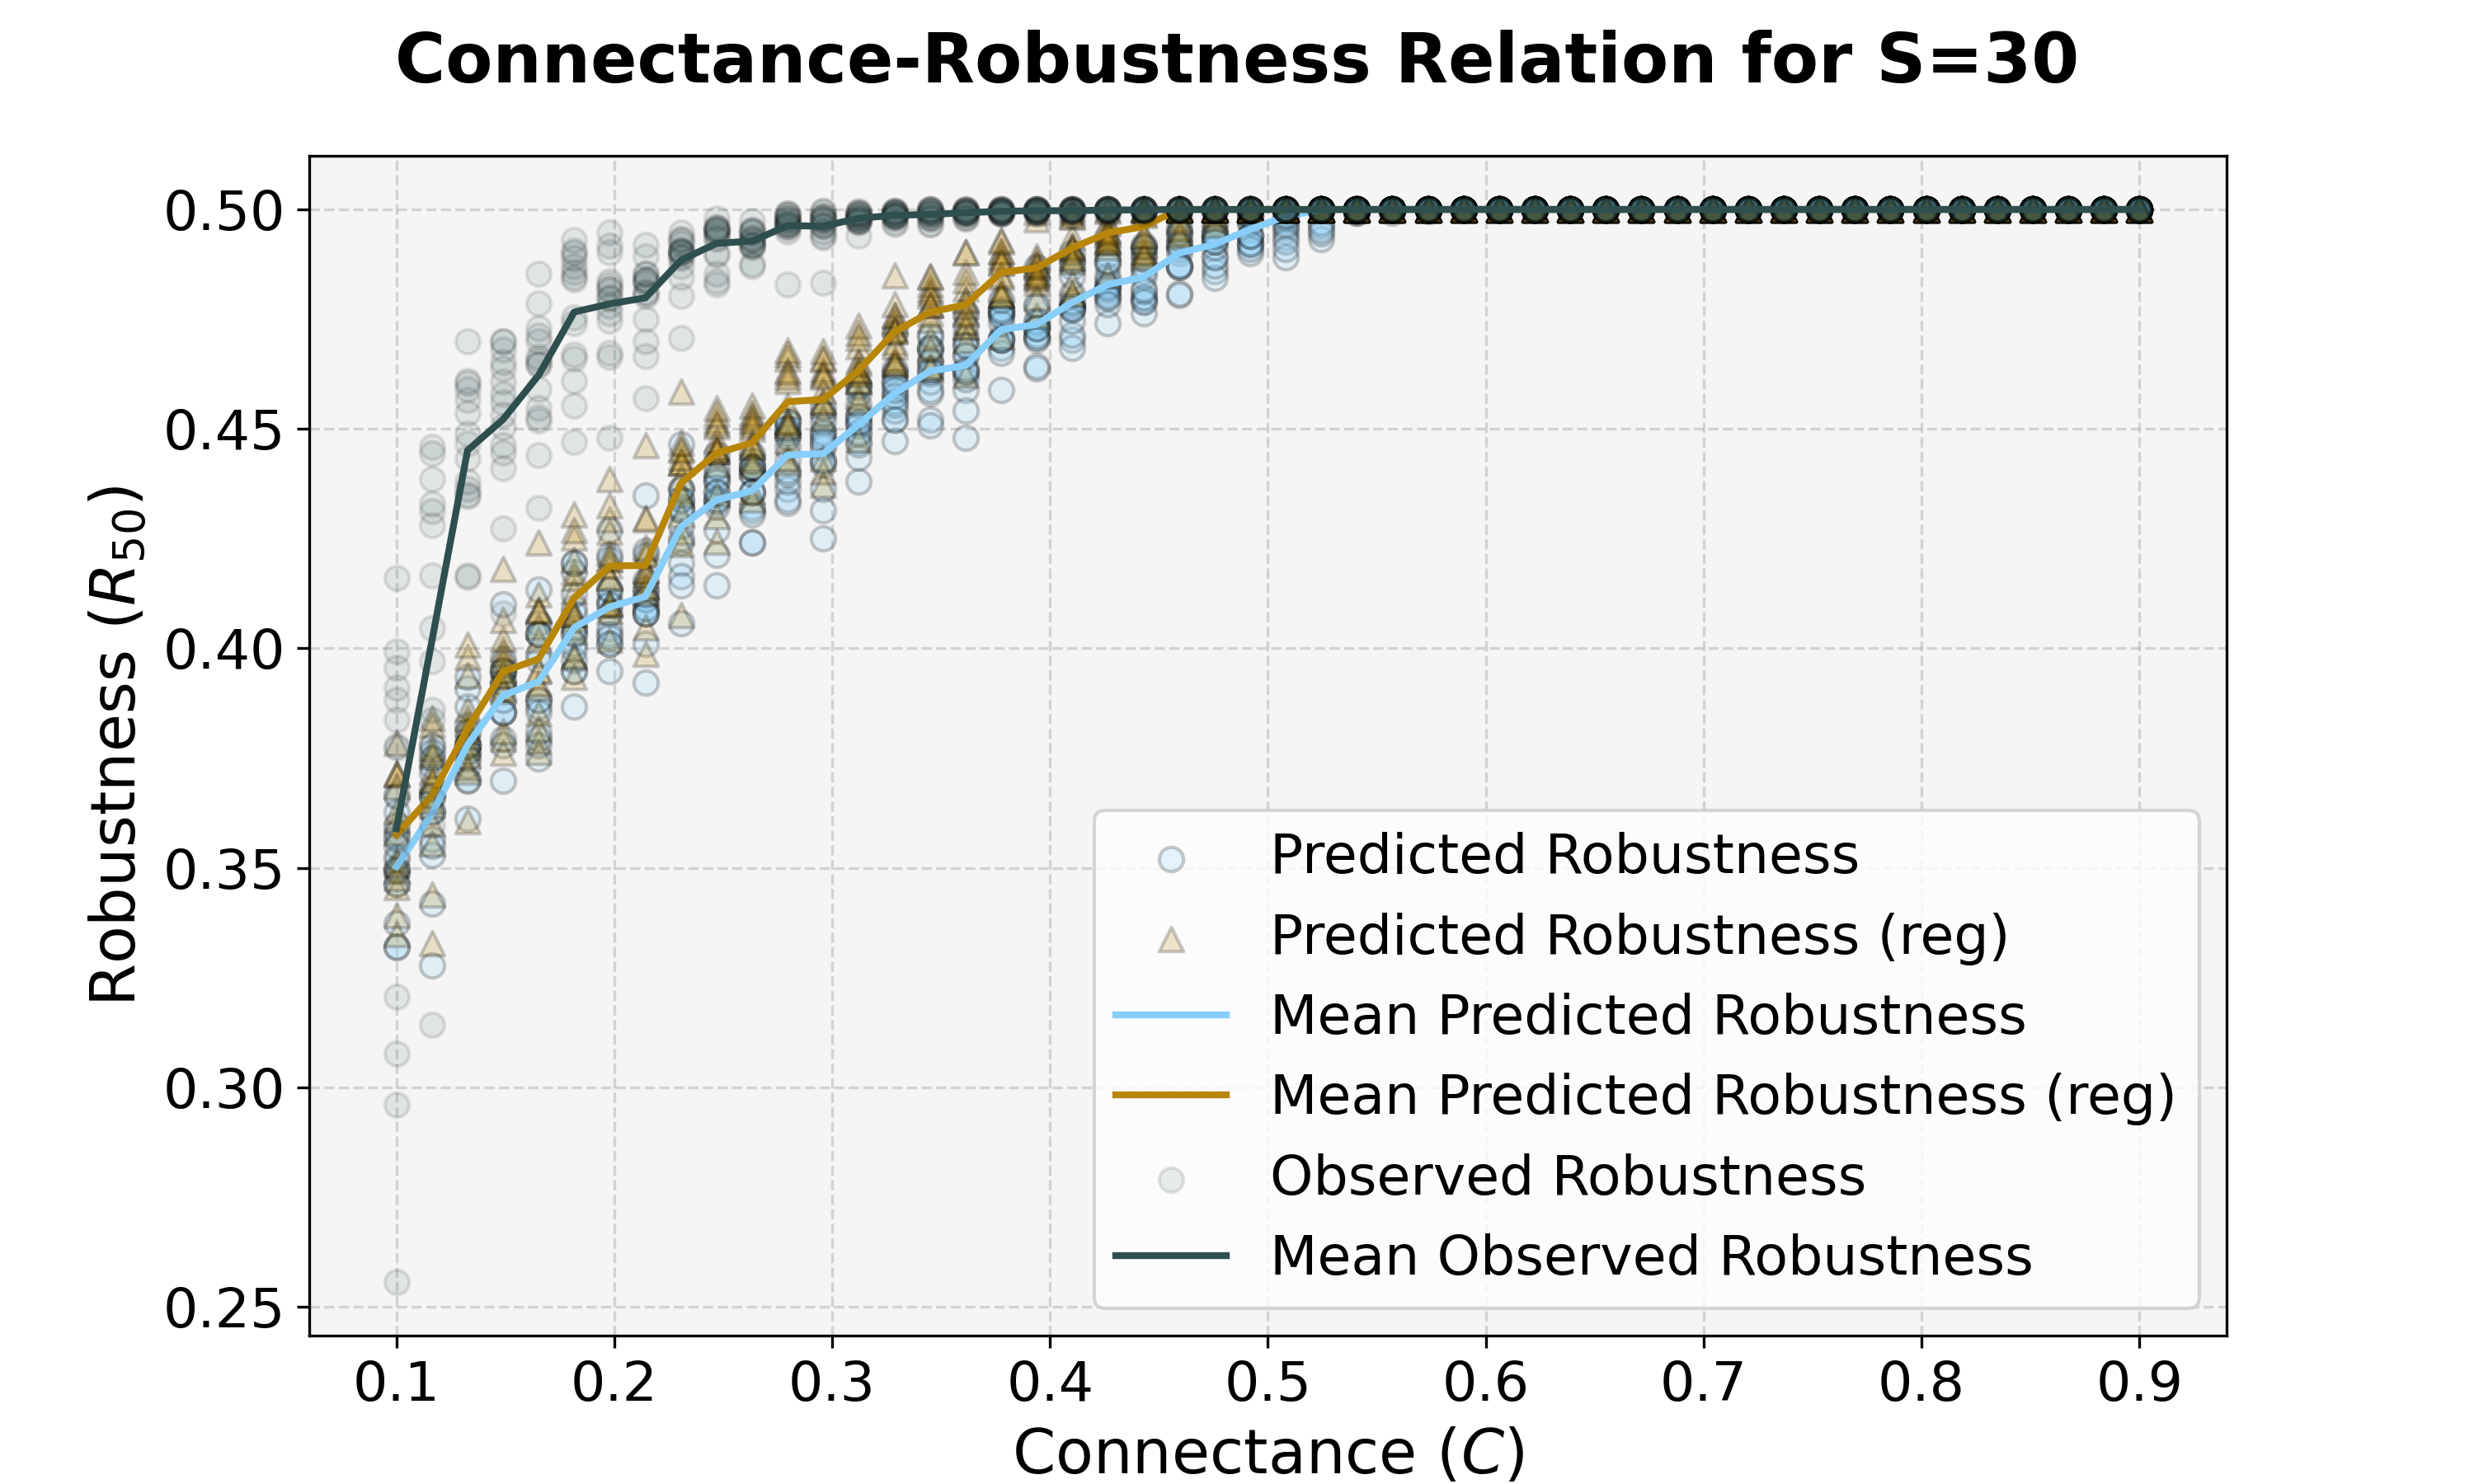 Connectance-Robustness Relation for S=30
Robustness (R50)
0.50
0.45
0.40
0.35
0.30
0.25
Predicted Robustness
Predicted Robustness (reg)
Mean Predicted Robustness
Mean Predicted Robustness (reg)
Observed Robustness
Mean Observed Robustness
0.1 0.2 0.3 0.4 0.5 0.6 0.7 0.8 0.9
Connectance (C)